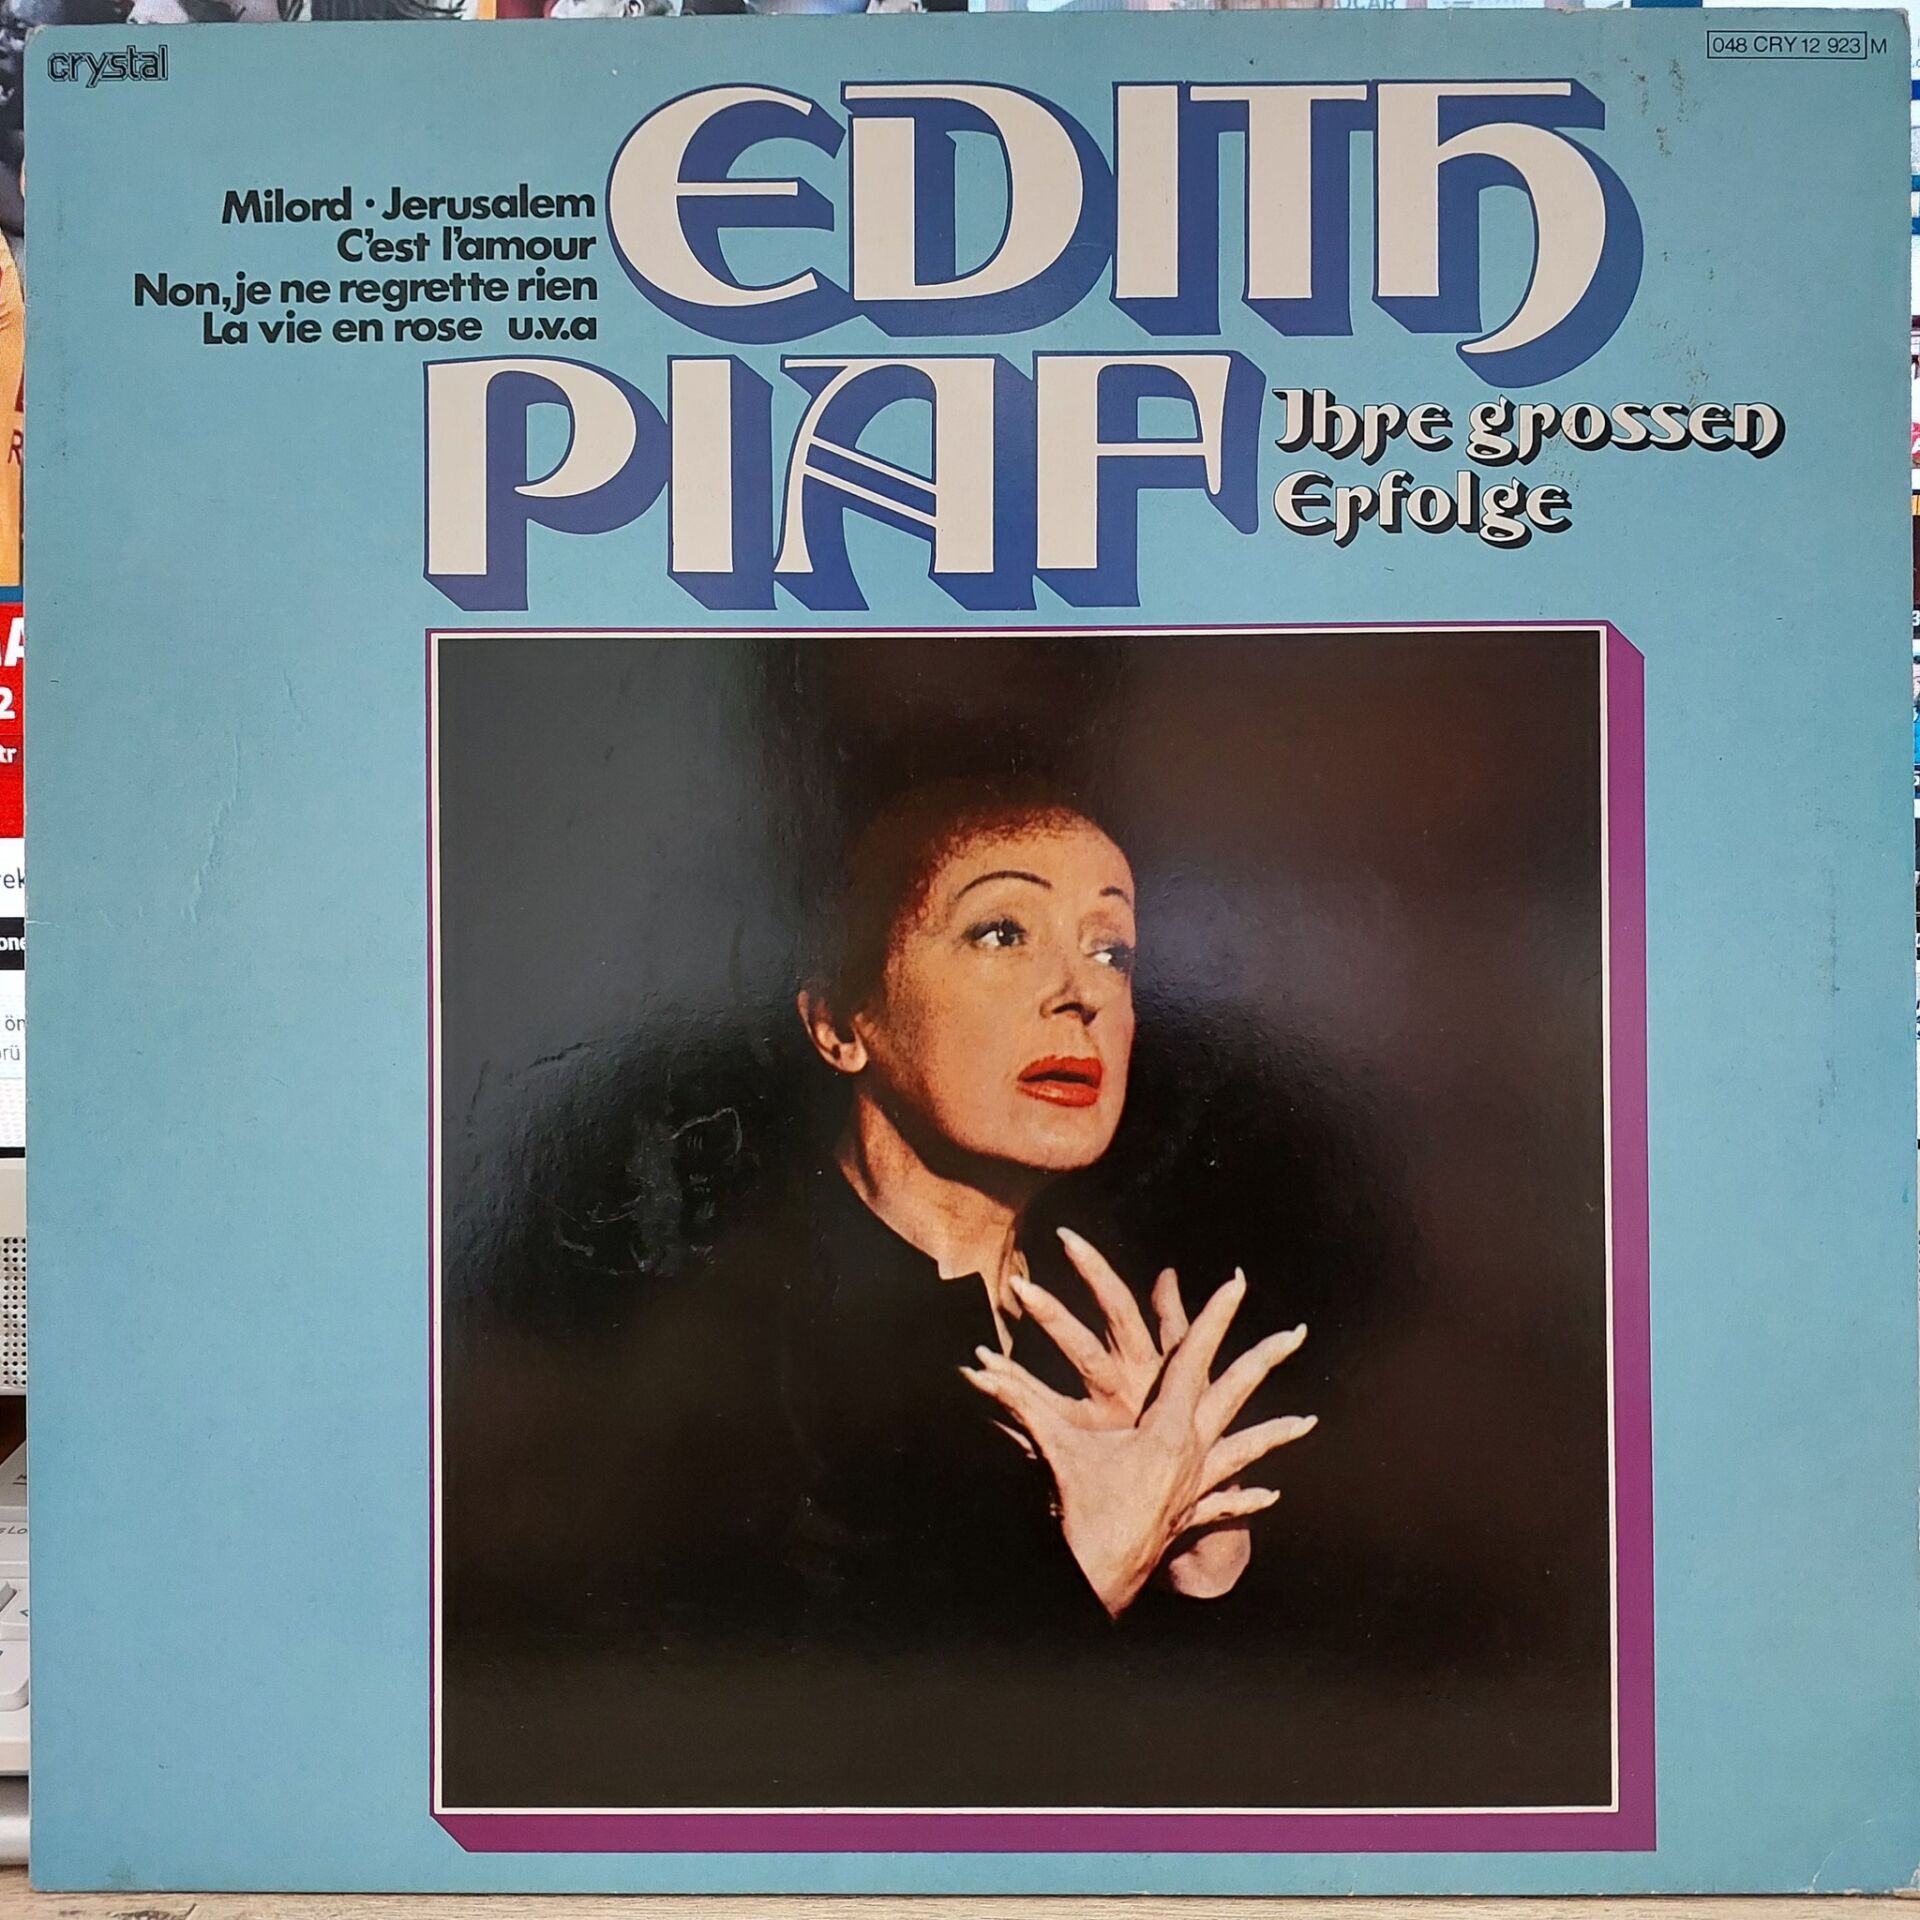 crystal
048 CRY 12 923 M
EDITH
Milord · Jerusalem
C'est l'amour
Non, je ne regrette rien
La vie en rose u.v.a
PIAF
Ihre grossen
Erfolge